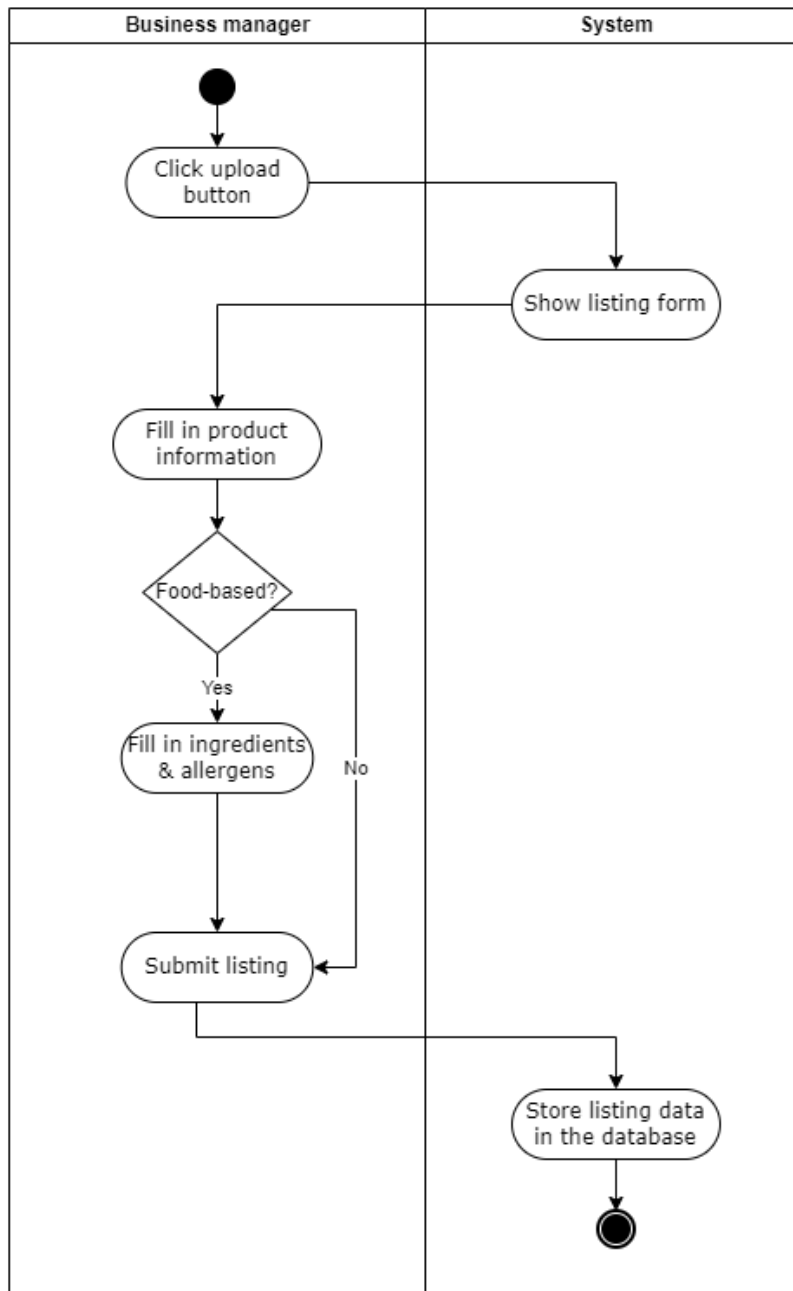 Business manager
System
Click upload
button
Show listing form
Fill in product
information
Food-based?
Yes
Fill in ingredients
& allergens
No
Submit listing
Store listing data
in the database